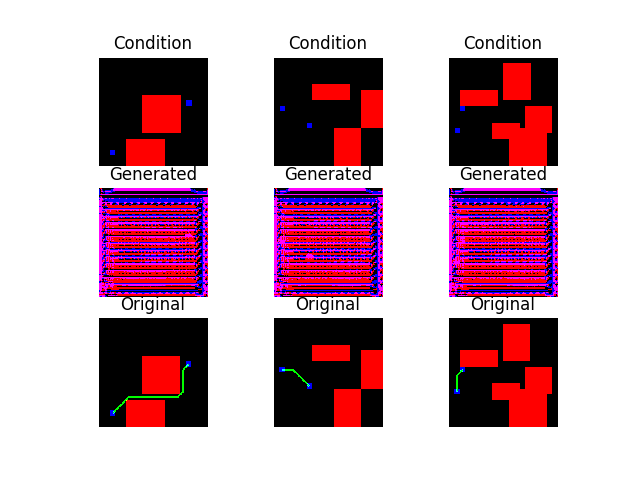 Condition Condition Condition
Generated Generated Generated
Original Original Original